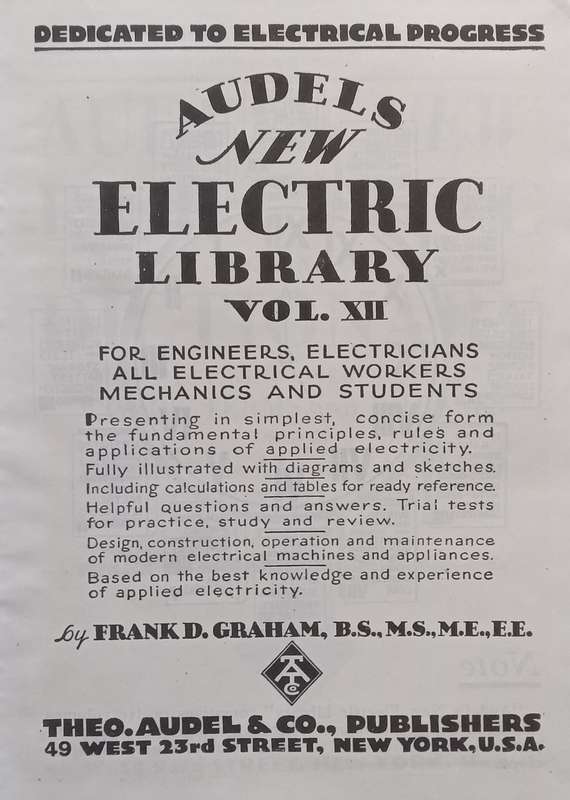 DEDICATED TO ELECTRICAL PROGRESS
AUDELS
NEW
ELECTRIC
LIBRARY
VOL. XII
FOR ENGINEERS, ELECTRICIANS
ALL ELECTRICAL WORKERS
MECHANICS AND STUDENTS
Presenting in simplest, concise form
the fundamental principles, rules and
applications of applied electricity.
Fully illustrated with diagrams and sketches.
Including calculations and tables for ready reference.
Helpful questions and answers. Trial tests
for practice, study and review.
Design, construction, operation and maintenance
of modern electrical machines and appliances.
Based on the best knowledge and experience
of applied electricity.
by FRANK D. GRAHAM, B.S., M.S., M.E., E.E.
TAC
THEO. AUDEL & CO., PUBLISHERS
49 WEST 23rd STREET, NEW YORK, U.S.A.